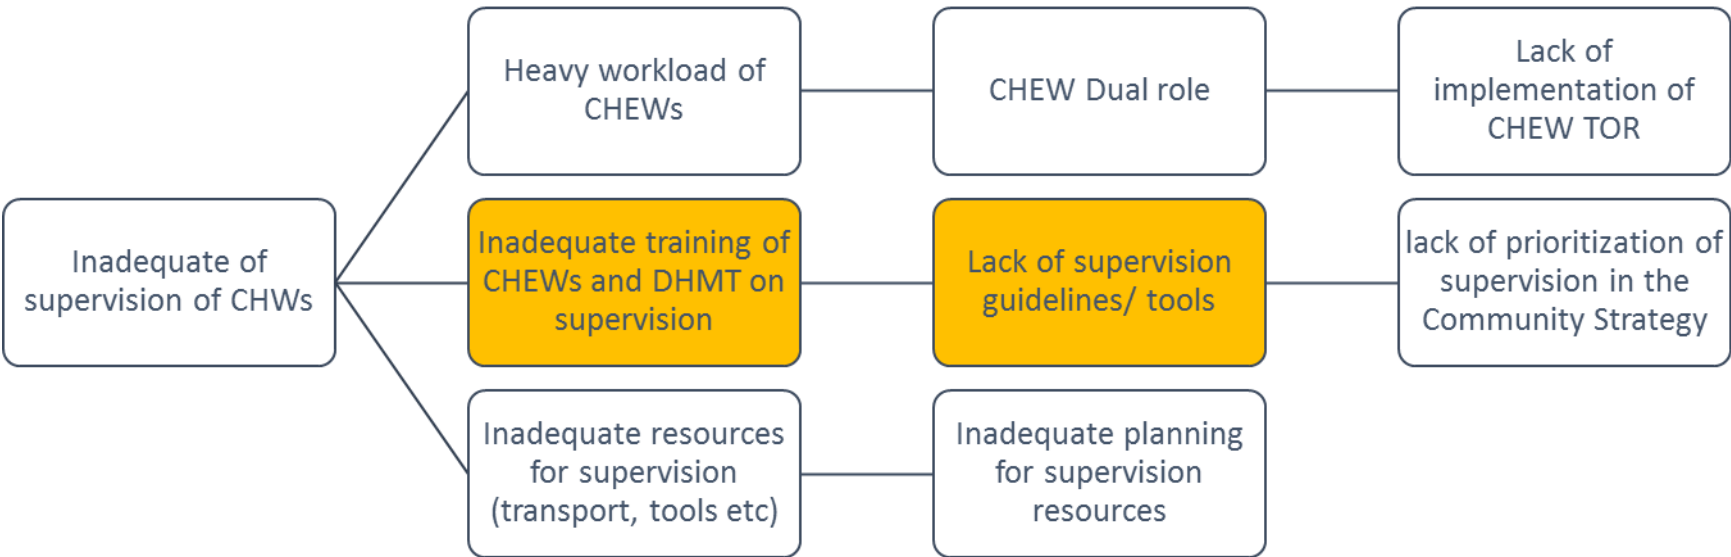 Heavy workload of
CHEWs
CHEW Dual role
Lack of
implementation of
CHEW TOR
Inadequate of
supervision of CHWs
Inadequate training of
CHEWs and DHMT on
supervision
Lack of supervision
guidelines/ tools
lack of prioritization of
supervision in the
Community Strategy
Inadequate resources
for supervision
(transport, tools etc)
Inadequate planning
for supervision
resources